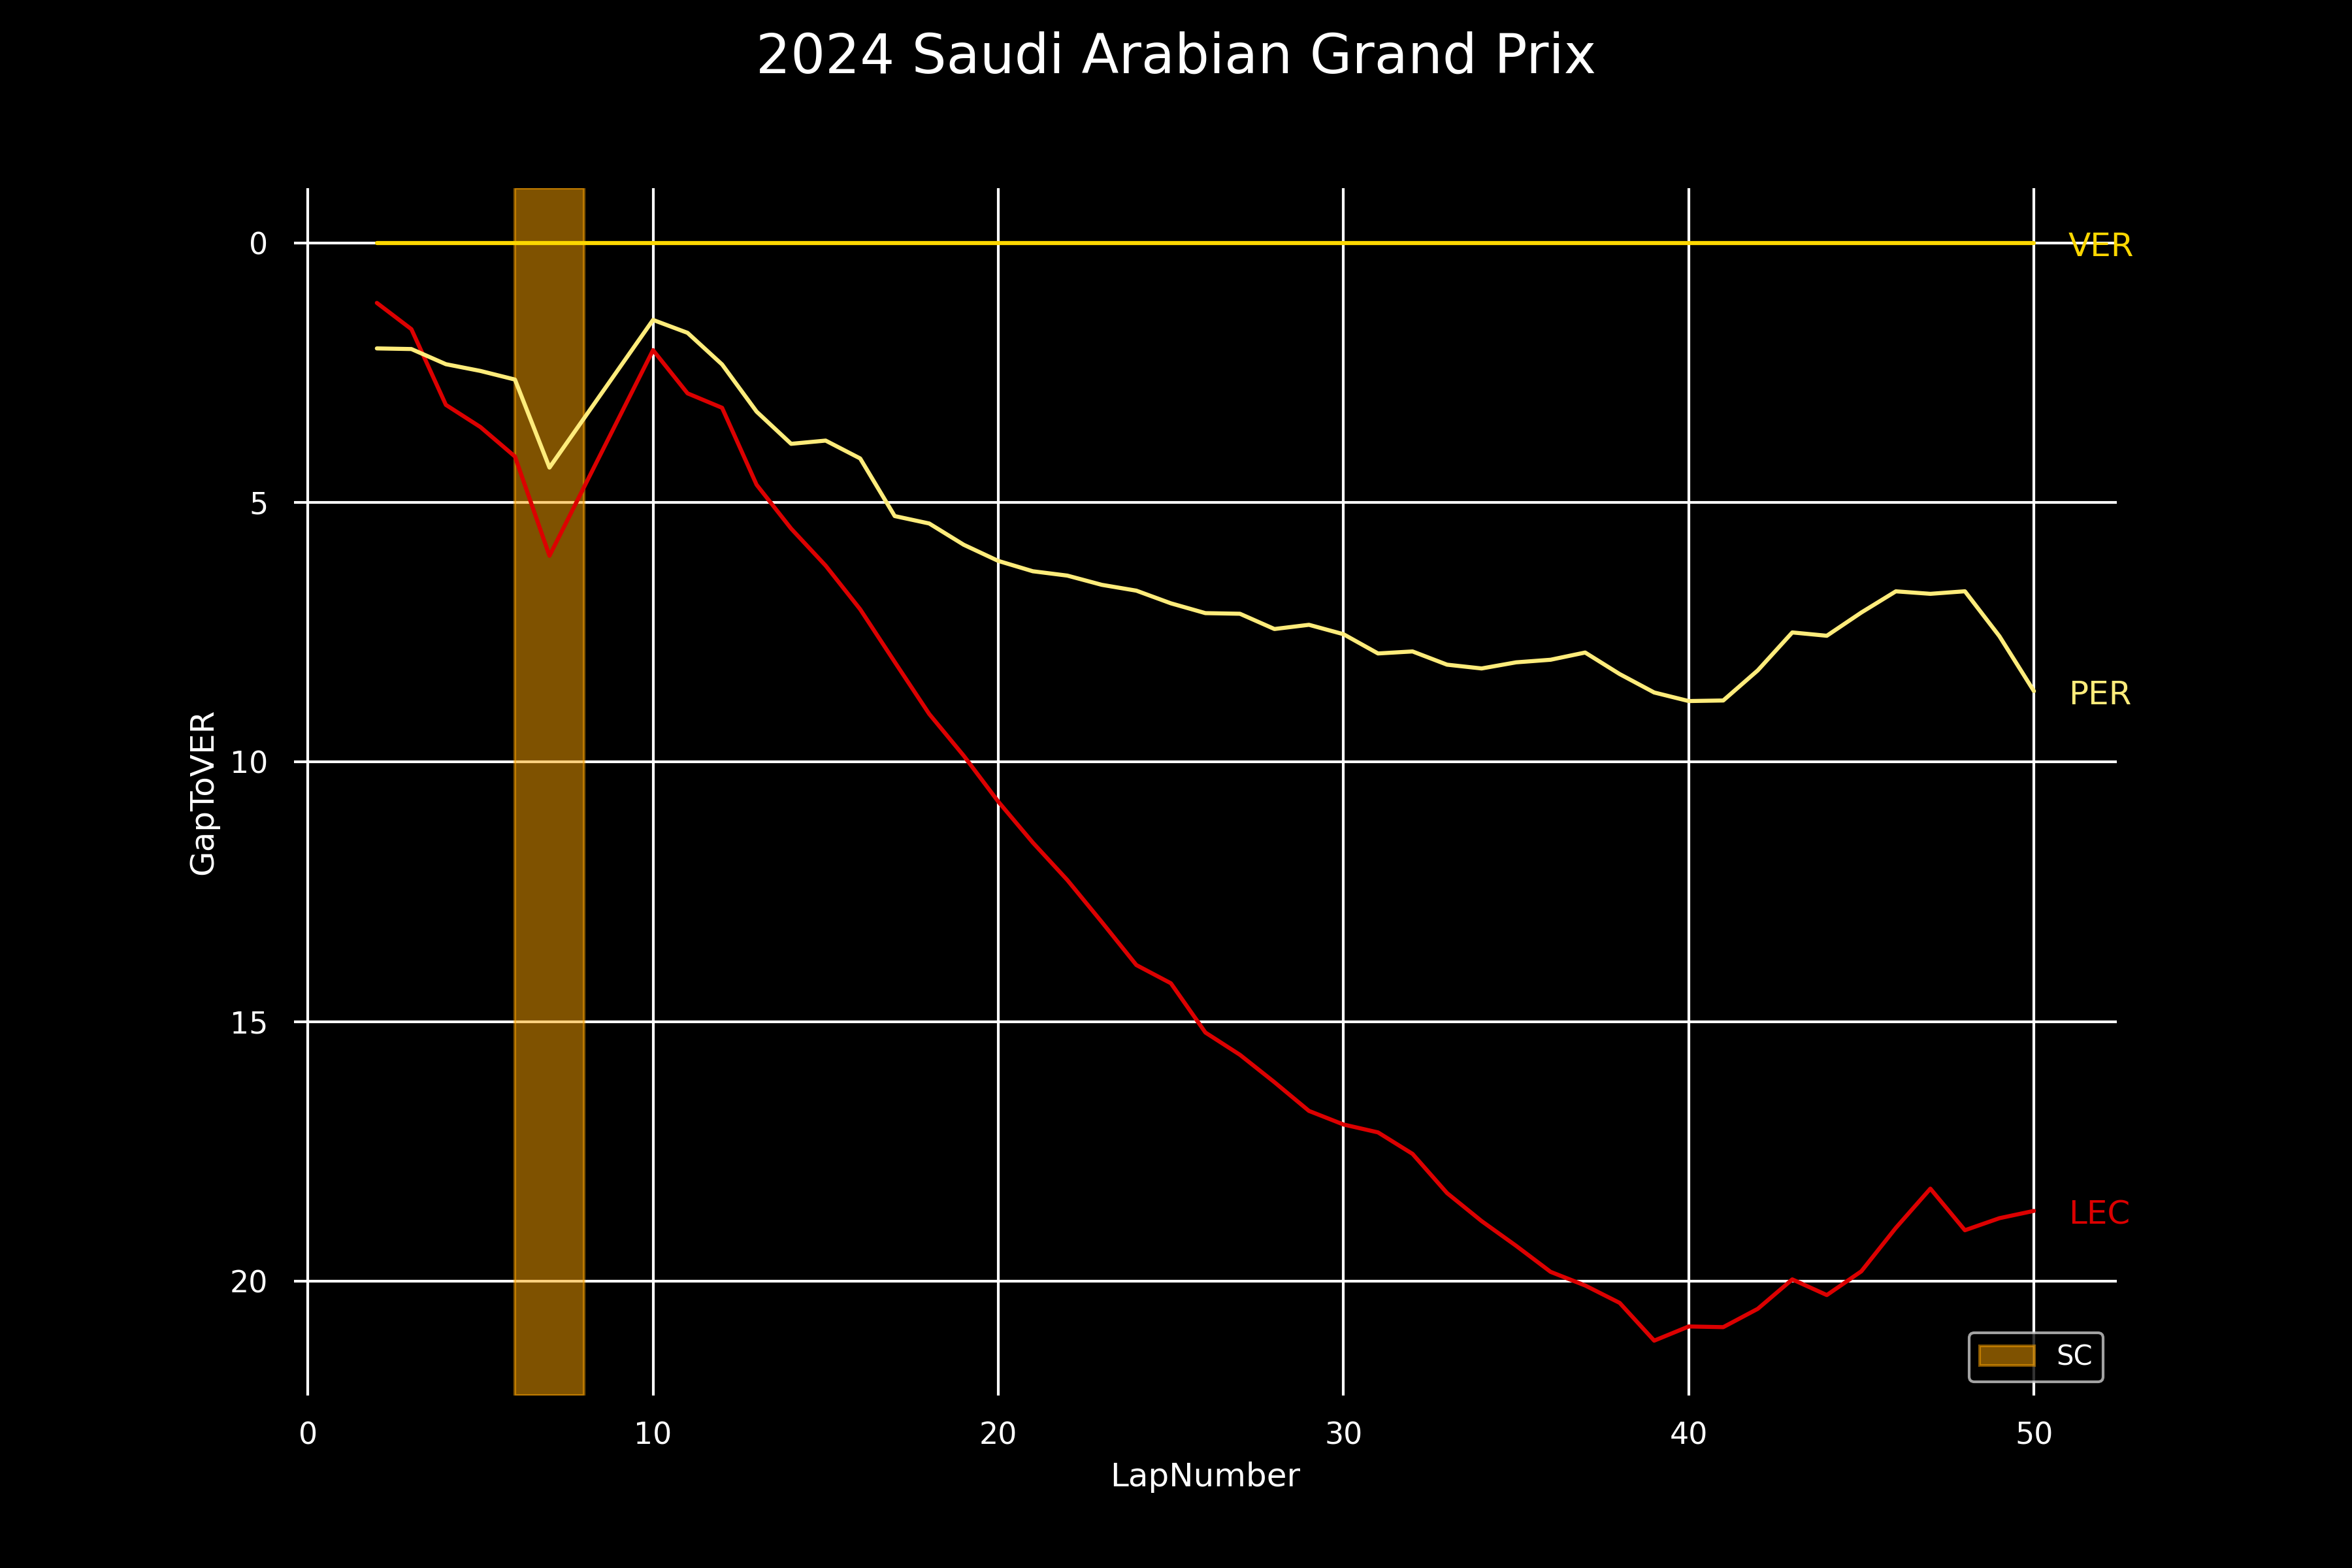 2024 Saudi Arabian Grand Prix
0
5
10
15
20
GapToVER
VER
PER
LEC
SC
0 10 20 30 40 50
LapNumber